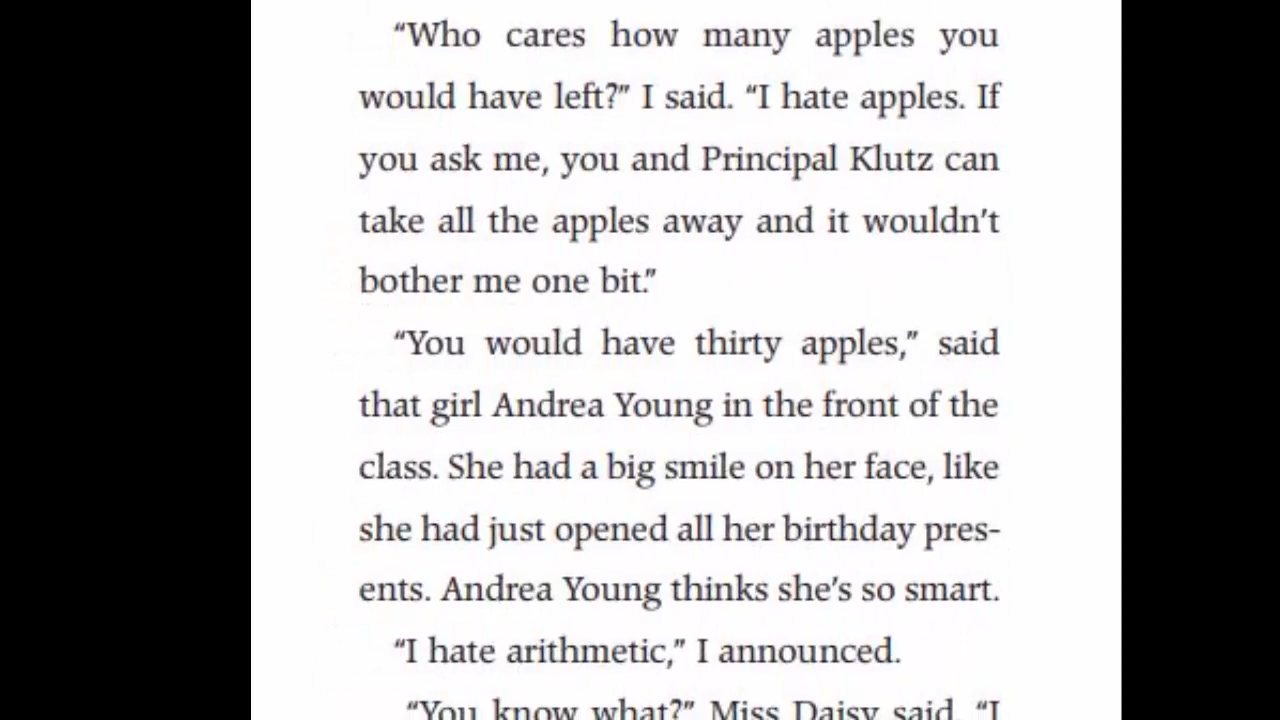 “Who cares how many apples you
would have left?” I said. “I hate apples. If
you ask me, you and Principal Klutz can
take all the apples away and it wouldn’t
bother me one bit.”
“You would have thirty apples,” said
that girl Andrea Young in the front of the
class. She had a big smile on her face, like
she had just opened all her birthday pres-
ents. Andrea Young thinks she’s so smart.
“I hate arithmetic,” I announced.
“You know what?” Miss Daisy said. “I